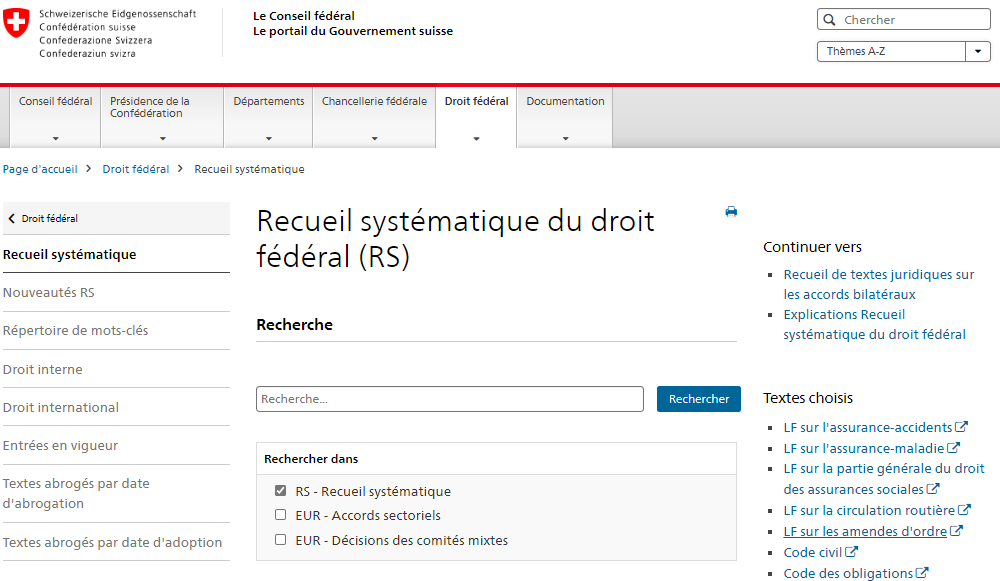 Schweizerische Eidgenossenschaft
Confédération suisse
Confederazione Svizzera
Confederaziun svizra
Le Conseil fédéral
Le portail du Gouvernement suisse
Chercher
Thèmes A-Z
Conseil fédéral
Présidence de la
Confédération
Départements
Chancellerie fédérale
Droit fédéral
Documentation
Page d'accueil > Droit fédéral > Recueil systématique
Droit fédéral
Recueil systématique
Nouveautés RS
Répertoire de mots-clés
Droit interne
Droit international
Entrées en vigueur
Textes abrogés par date
d'abrogation
Textes abrogés par date d'adoption
Recueil systématique du droit
fédéral (RS)
Recherche
Recherche...
Rechercher
Rechercher dans
RS - Recueil systématique
EUR - Accords sectoriels
EUR - Décisions des comités mixtes
Continuer vers
Recueil de textes juridiques sur
les accords bilatéraux
Explications Recueil
systématique du droit fédéral
Textes choisis
LF sur l'assurance-accidents
LF sur l'assurance-maladie
LF sur la partie générale du droit
des assurances sociales
LF sur la circulation routière
LF sur les amendes d'ordre
Code civil
Code des obligations